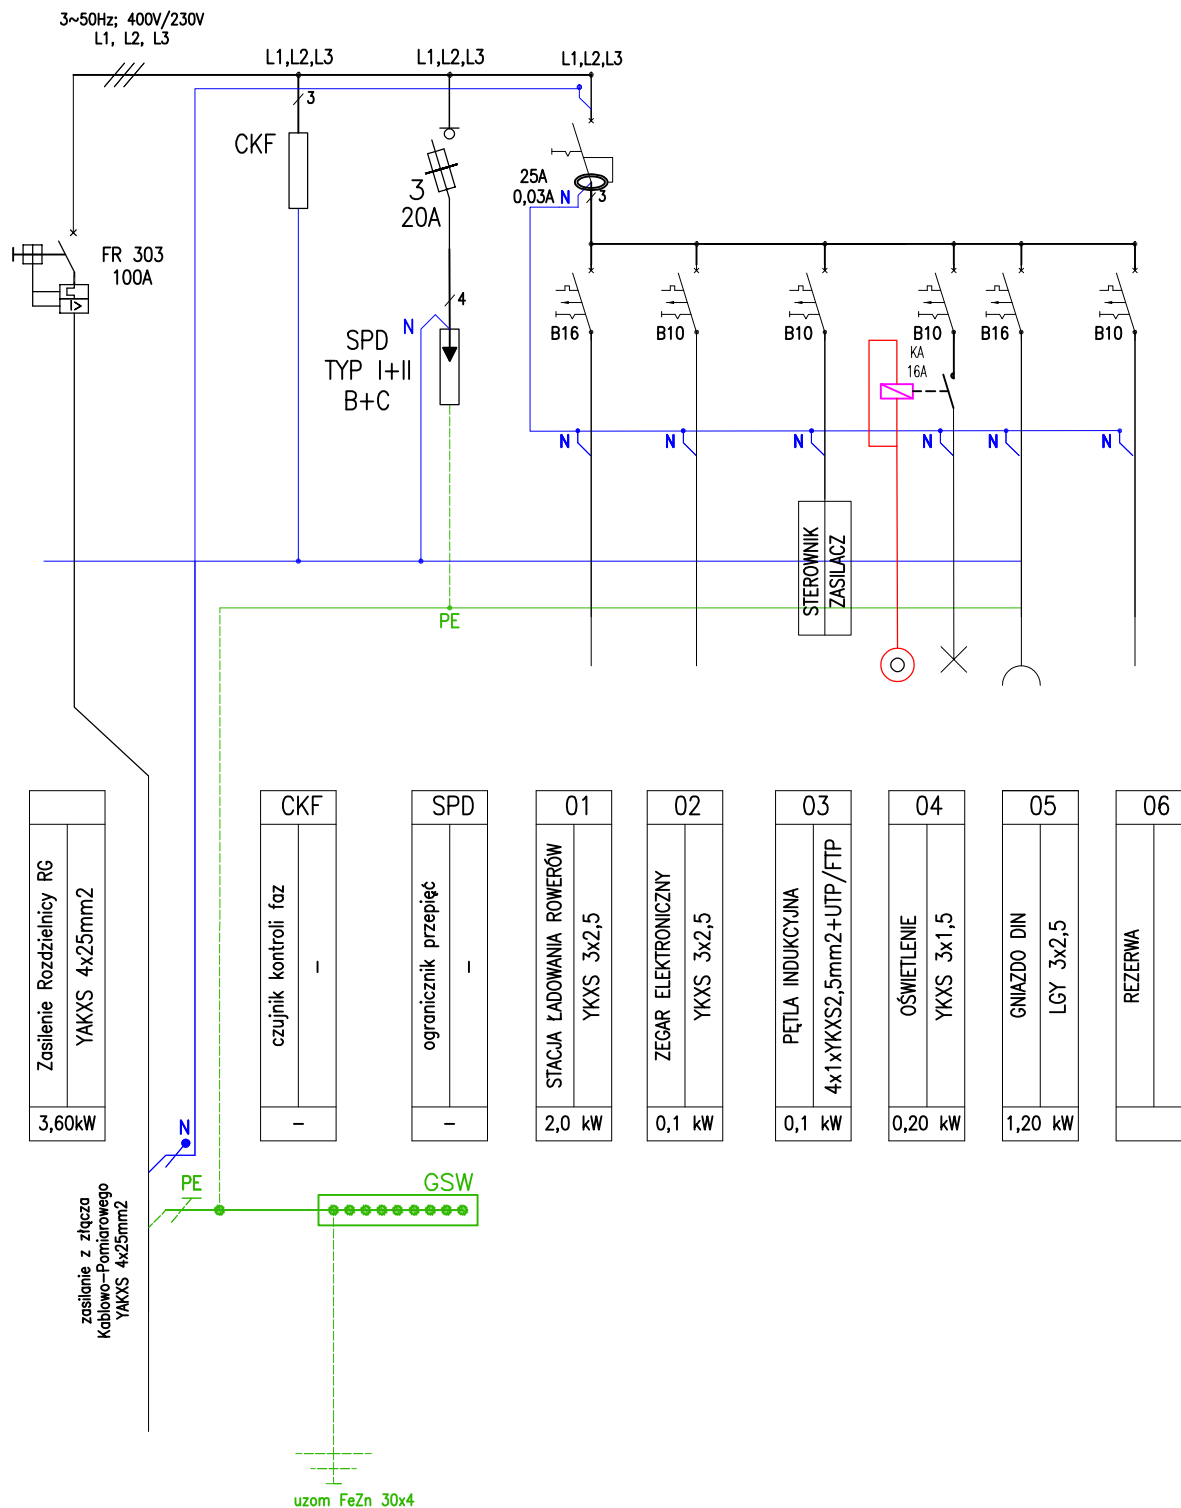 3~50Hz; 400V/230V
L1, L2, L3
L1,L2,L3
L1,L2,L3
L1,L2,L3
3
CKF
3
20A
25A
0,03A
N
3
FR 303
100A
I>
4
N
SPD
TYP I+II
B+C
B16
B10
B10
B10
B16
B10
KA
16A
N
N
N
N
N
N
STEROWNIK
ZASILACZ
PE
Zasilenie Rozdzielnicy RG
YAKXS 4x25mm2
3,60kW
CKF
czujnik kontroli faz
-
-
SPD
ogranicznik przepięć
-
-
01
STACJA ŁADOWANIA ROWERÓW
YKXS 3x2,5
2,0 kW
02
ZEGAR ELEKTRONICZNY
YKXS 3x2,5
0,1 kW
03
PĘTLA INDUKCYJNA
4x1xYKXS2,5mm2+UTP/FTP
0,1 kW
04
OŚWIETLENIE
YKXS 3x1,5
0,20 kW
05
GNIAZDO DIN
LGY 3x2,5
1,20 kW
06
REZERWA
N
PE
GSW
zasilanie z złącza
Kablowo-Pomiarowego
YAKXS 4x25mm2
uzom FeZn 30x4